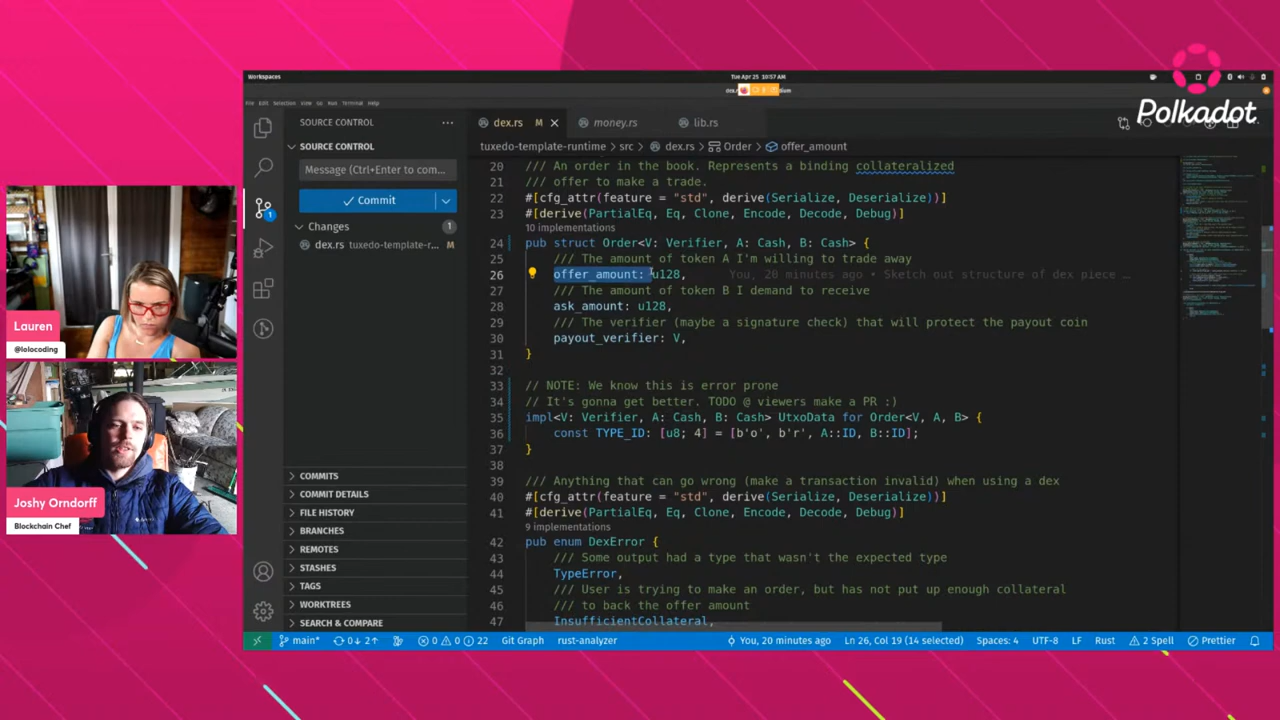 Polkadot
Workspaces
Tue Apr 25 10:57 AM
File Edit Selection View Go Run Terminal Help
SOURCE CONTROL
SOURCE CONTROL
Message (Ctrl+Enter to com...
Commit
Changes
1
dex.rs tuxedo-template-r... M
COMMITS
COMMIT DETAILS
FILE HISTORY
BRANCHES
REMOTES
STASHES
TAGS
WORKTREES
SEARCH & COMPARE
dex.rs M
money.rs
lib.rs
tuxedo-template-runtime > src > dex.rs > Order > offer_amount
20 /// An order in the book. Represents a binding collateralized
21 /// offer to make a trade.
22 #[cfg_attr(feature = "std", derive(Serialize, Deserialize))]
23 #[derive(PartialEq, Eq, Clone, Encode, Decode, Debug)]
10 implementations
24 pub struct Order<V: Verifier, A: Cash, B: Cash> {
25 /// The amount of token A I'm willing to trade away
26 offer_amount: u128, You, 20 minutes ago • Sketch out structure of dex piece …
27 /// The amount of token B I demand to receive
28 ask_amount: u128,
29 /// The verifier (maybe a signature check) that will protect the payout coin
30 payout_verifier: V,
31 }
32
33 // NOTE: We know this is error prone
34 // It's gonna get better. TODO @ viewers make a PR :)
35 impl<V: Verifier, A: Cash, B: Cash> UtxoData for Order<V, A, B> {
36 const TYPE_ID: [u8; 4] = [b'o', b'r', A::ID, B::ID];
37 }
38
39 /// Anything that can go wrong (make a transaction invalid) when using a dex
40 #[cfg_attr(feature = "std", derive(Serialize, Deserialize))]
41 #[derive(PartialEq, Eq, Clone, Encode, Decode, Debug)]
9 implementations
42 pub enum DexError {
43 /// Some output had a type that wasn't the expected type
44 TypeError,
45 /// User is trying to make an order, but has not put up enough collateral
46 /// to back the offer amount
47 InsufficientCollateral,
main* 0↓ 2↑ 0 0 22 Git Graph rust-analyzer You, 20 minutes ago Ln 26, Col 19 (14 selected) Spaces: 4 UTF-8 LF Rust 2 Spell Prettier
Lauren
@lolocoding
Joshy Orndorff
Blockchain Chef